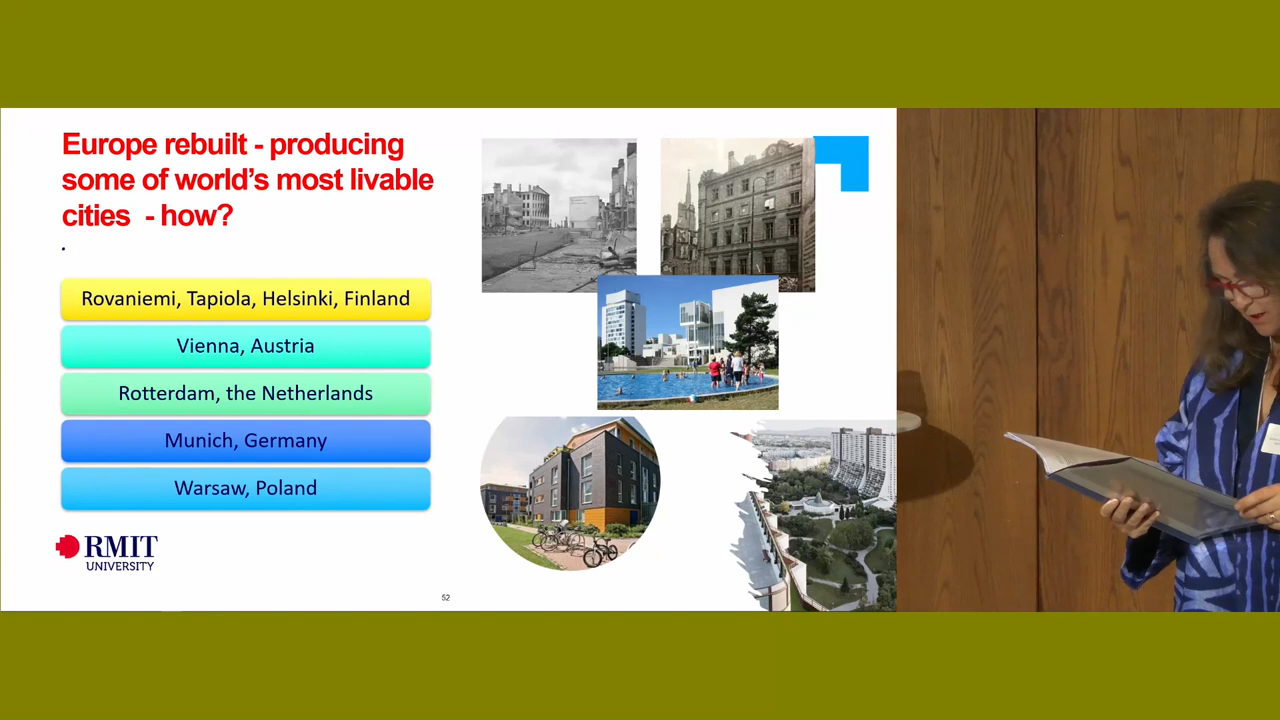 Europe rebuilt - producing
some of world's most livable
cities - how?
.
Rovaniemi, Tapiola, Helsinki, Finland
Vienna, Austria
Rotterdam, the Netherlands
Munich, Germany
Warsaw, Poland
RMIT
UNIVERSITY
52